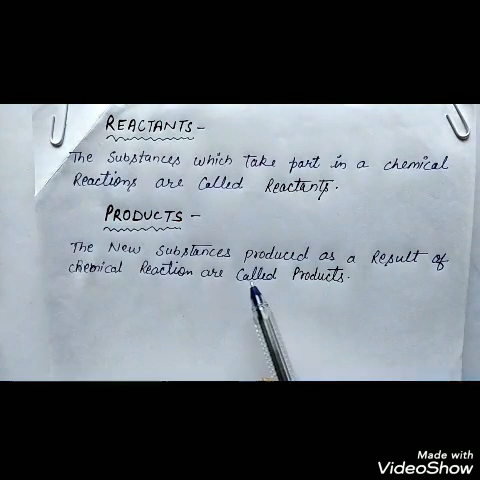 REACTANTS-
The Substances which take part in a chemical
Reactions are Called Reactants.
PRODUCTS -
The New Substances produced as a Result of
chemical Reaction are Called Products.
Made with
VideoShow